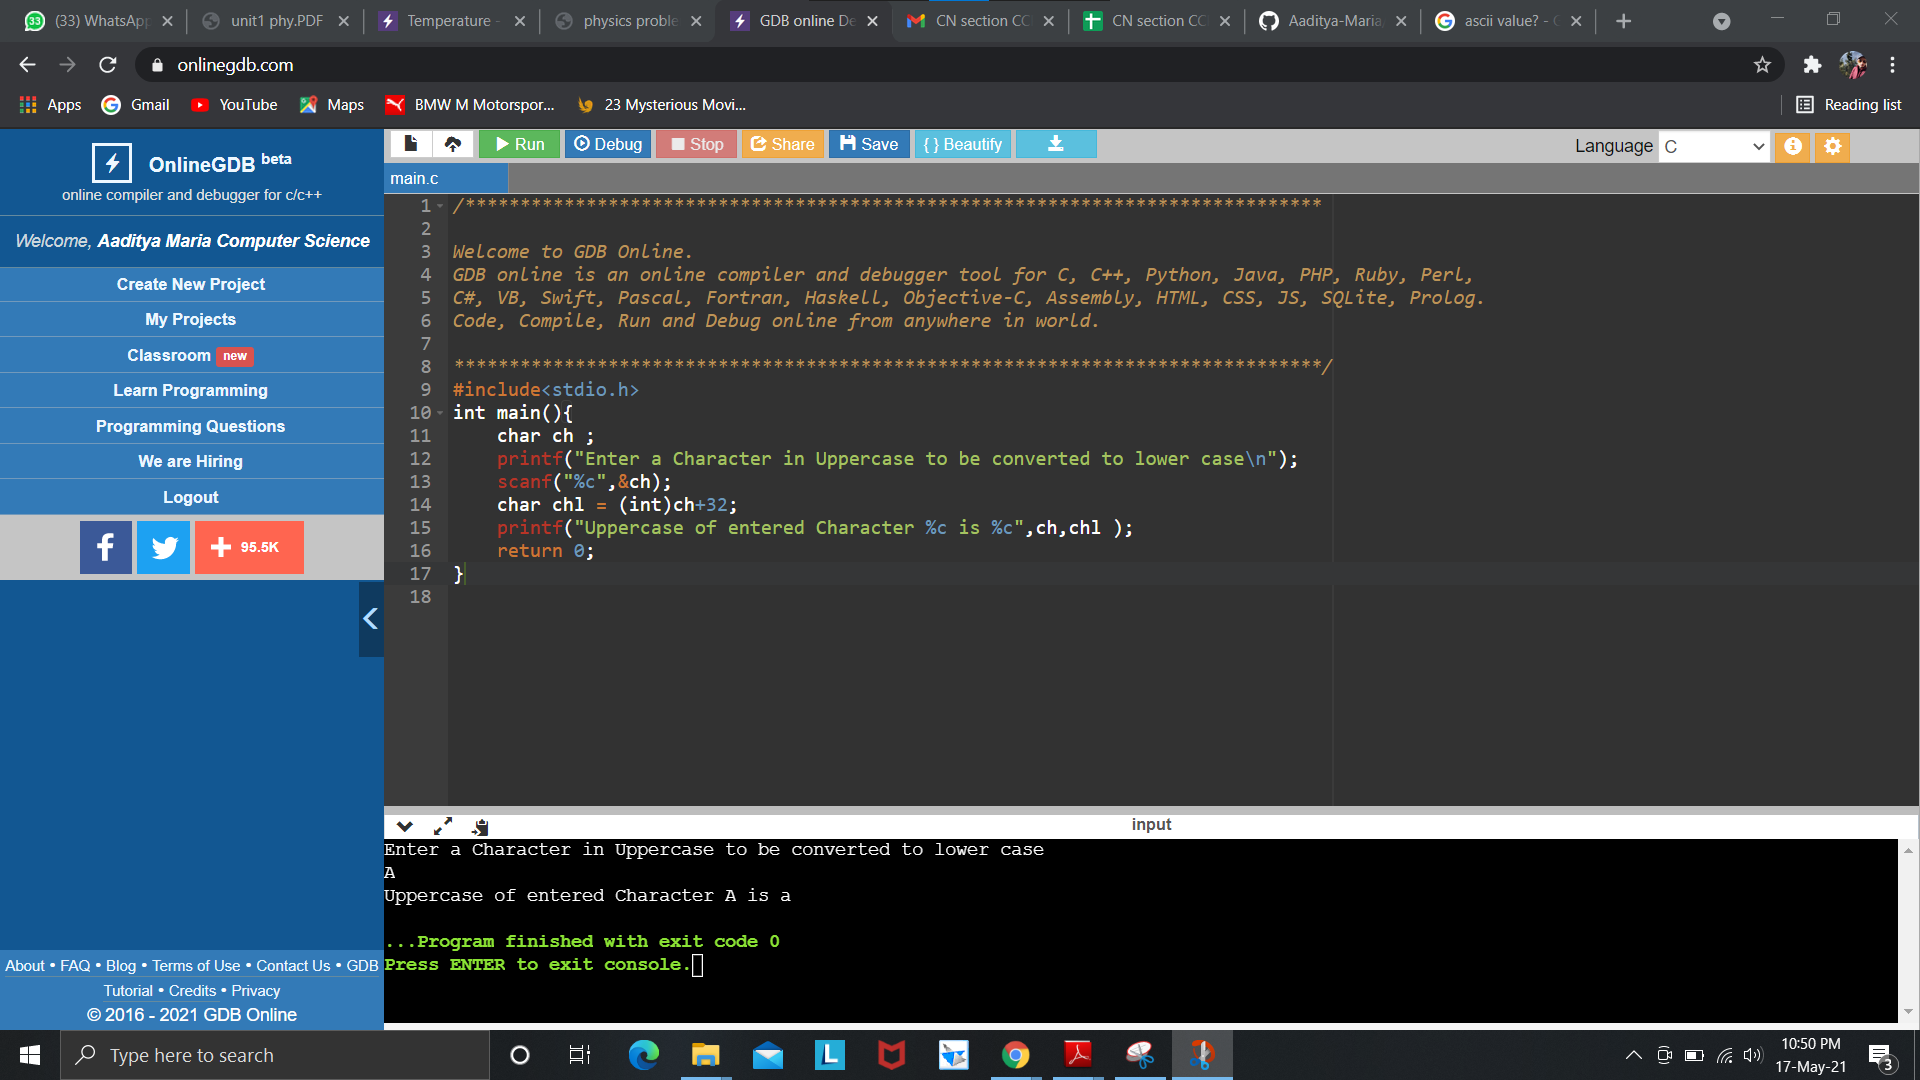 (33) WhatsApp
unit1 phy.PDF
Temperature -
physics proble
GDB online De
CN section CC
CN section CC
Aaditya-Maria
ascii value? -
onlinegdb.com
Apps Gmail YouTube Maps BMW M Motorspor... 23 Mysterious Movi... Reading list
OnlineGDB beta
online compiler and debugger for c/c++
Welcome, Aaditya Maria Computer Science
Create New Project
My Projects
Classroom new
Learn Programming
Programming Questions
We are Hiring
Logout
95.5K
About • FAQ • Blog • Terms of Use • Contact Us • GDB
Tutorial • Credits • Privacy
© 2016 - 2021 GDB Online
Run Debug Stop Share Save { } Beautify Language C
main.c
1 /******************************************************************************
2
3 Welcome to GDB Online.
4 GDB online is an online compiler and debugger tool for C, C++, Python, Java, PHP, Ruby, Perl,
5 C#, VB, Swift, Pascal, Fortran, Haskell, Objective-C, Assembly, HTML, CSS, JS, SQLite, Prolog.
6 Code, Compile, Run and Debug online from anywhere in world.
7
8 *******************************************************************************/
9 #include<stdio.h>
10 int main(){
11     char ch ;
12     printf("Enter a Character in Uppercase to be converted to lower case\n");
13     scanf("%c",&ch);
14     char chl = (int)ch+32;
15     printf("Uppercase of entered Character %c is %c",ch,chl );
16     return 0;
17 }
18
input
Enter a Character in Uppercase to be converted to lower case
A
Uppercase of entered Character A is a
...Program finished with exit code 0
Press ENTER to exit console.
Type here to search
10:50 PM
17-May-21
3